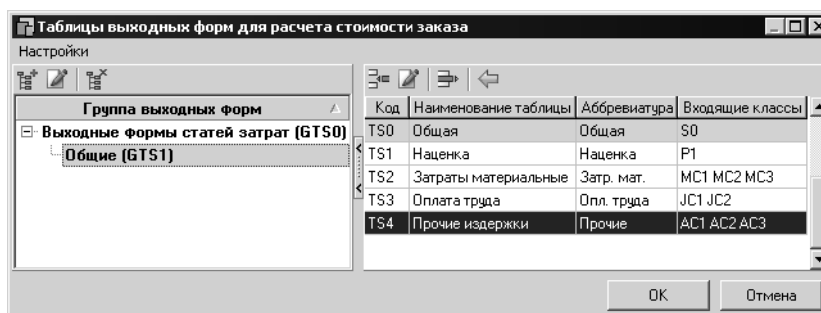 Таблицы выходных форм для расчета стоимости заказа
Настройки
Группа выходных форм
Выходные формы статей затрат (GTS0)
Общие (GTS1)
Код Наименование таблицы Аббревиатура Входящие классы
TS0 Общая Общая S0
TS1 Наценка Наценка P1
TS2 Затраты материальные Затр. мат. MC1 MC2 MC3
TS3 Оплата труда Опл. труда JC1 JC2
TS4 Прочие издержки Прочие AC1 AC2 AC3
OK Отмена